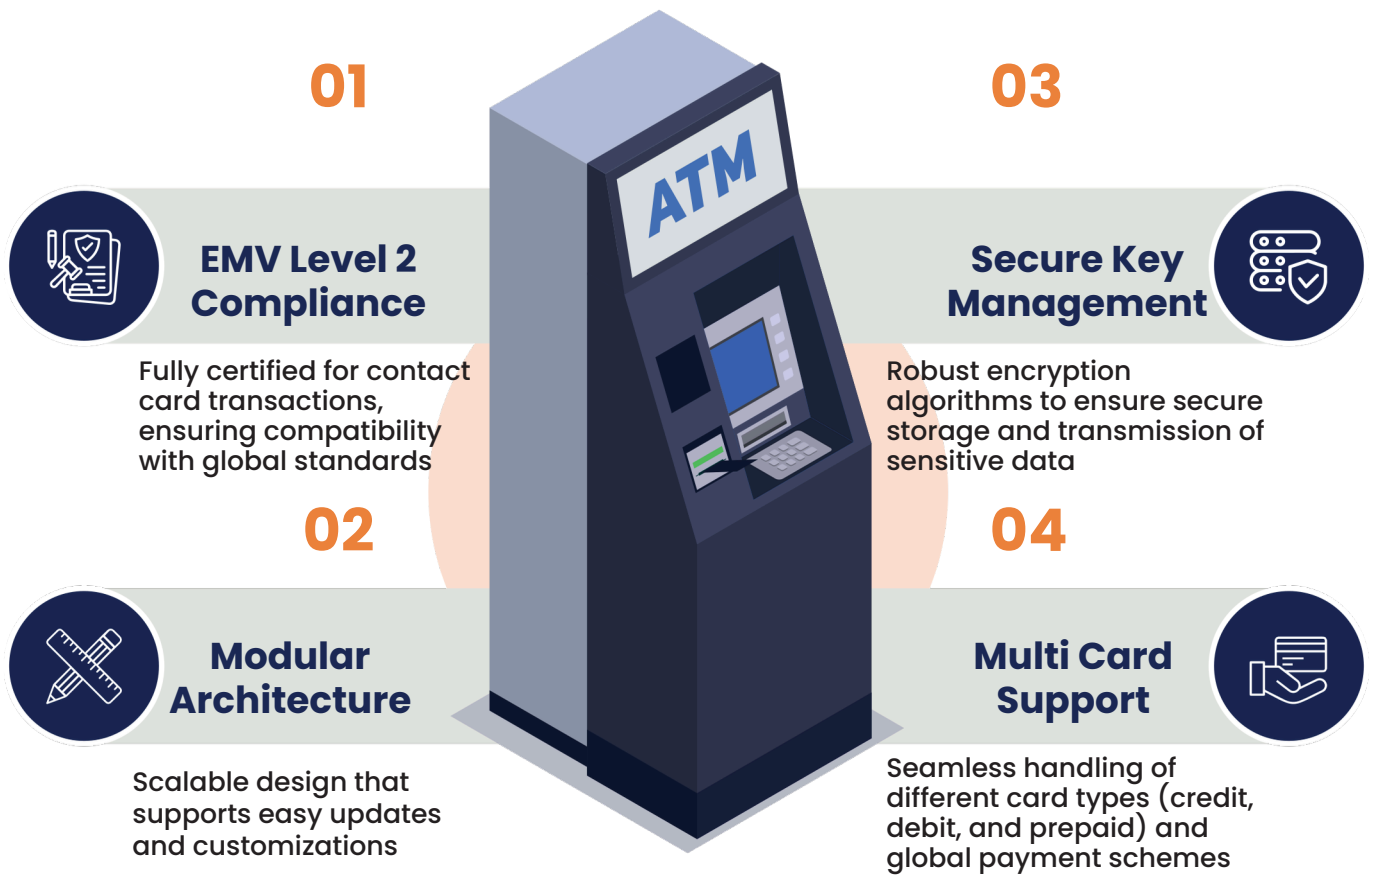 01
EMV Level 2
Compliance
Fully certified for contact
card transactions,
ensuring compatibility
with global standards
02
Modular
Architecture
Scalable design that
supports easy updates
and customizations
ATM
03
Secure Key
Management
Robust encryption
algorithms to ensure secure
storage and transmission of
sensitive data
04
Multi Card
Support
Seamless handling of
different card types (credit,
debit, and prepaid) and
global payment schemes